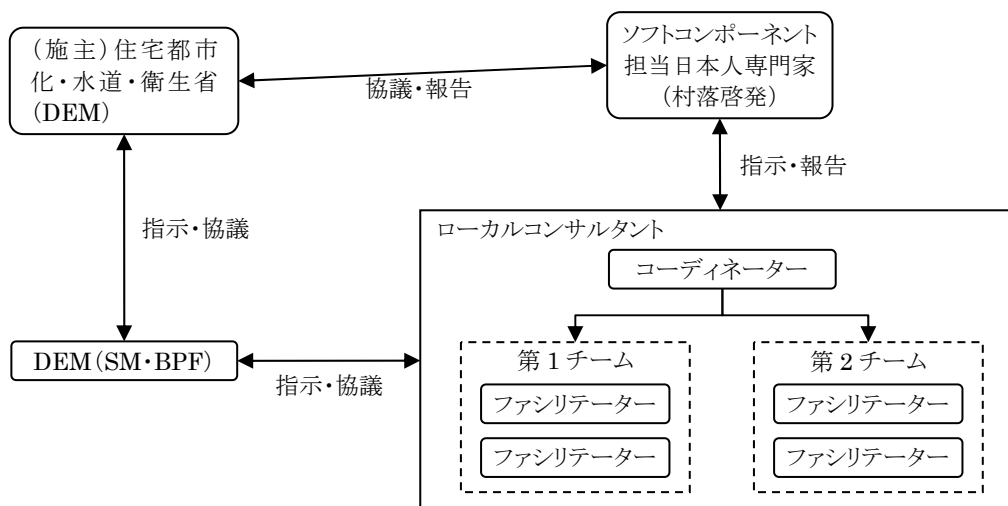 (施主)住宅都市
化・水道・衛生省
(DEM)
ソフトコンポーネント
担当日本人専門家
(村落啓発)
協議・報告
指示・報告
指示・協議
ローカルコンサルタント
コーディネーター
DEM(SM・BPF)
指示・協議
第1チーム
ファシリテーター
ファシリテーター
第2チーム
ファシリテーター
ファシリテーター